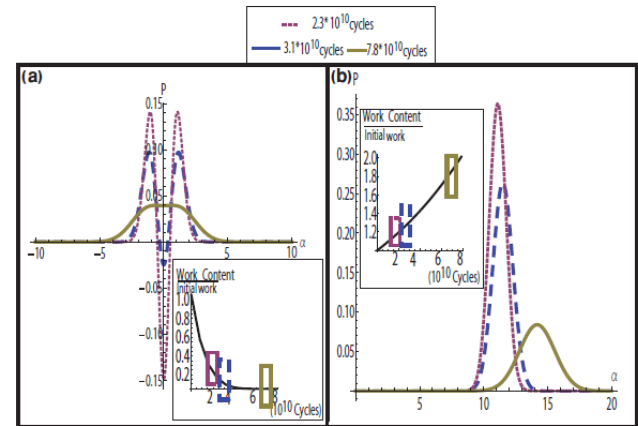 2.3*10^10 cycles
3.1*10^10 cycles
7.8*10^10 cycles
(a)
P
0.15
0.10
0.05
−10
−5
5
10
α
−0.05
−0.10
−0.15
Work Content
Initial work
1.0
0.8
0.6
0.4
0.2
2
4
6
8
(10^10 Cycles)
(b)
P
0.35
0.30
0.25
0.20
0.15
0.10
0.05
5
10
15
20
α
Work Content
Initial work
2.0
1.8
1.6
1.4
1.2
2
4
6
8
(10^10 Cycles)